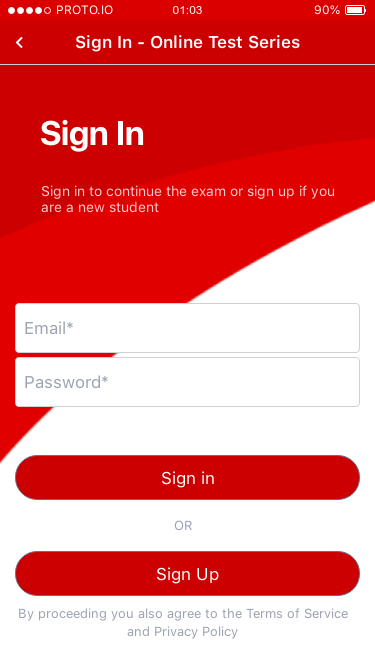 PROTO.IO 01:03 90%
Sign In - Online Test Series
Sign In
Sign in to continue the exam or sign up if you
are a new student
Email*
Password*
Sign in
OR
Sign Up
By proceeding you also agree to the Terms of Service
and Privacy Policy